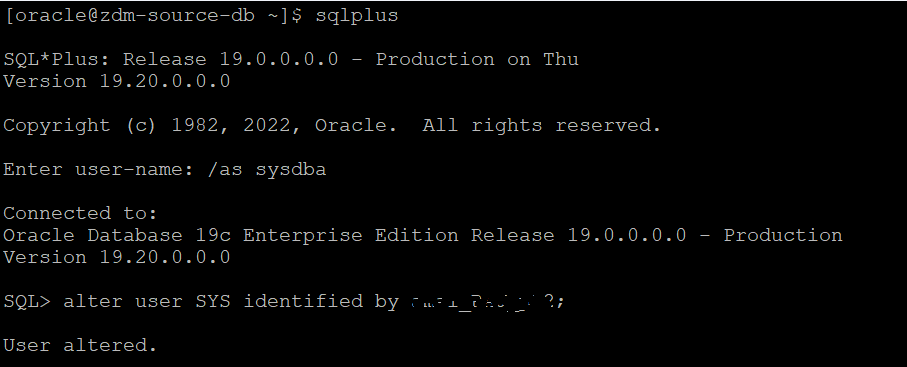 [oracle@zdm-source-db ~]$ sqlplus
SQL*Plus: Release 19.0.0.0.0 - Production on Thu
Version 19.20.0.0.0
Copyright (c) 1982, 2022, Oracle.  All rights reserved.
Enter user-name: /as sysdba
Connected to:
Oracle Database 19c Enterprise Edition Release 19.0.0.0.0 - Production
Version 19.20.0.0.0
SQL> alter user SYS identified by
User altered.